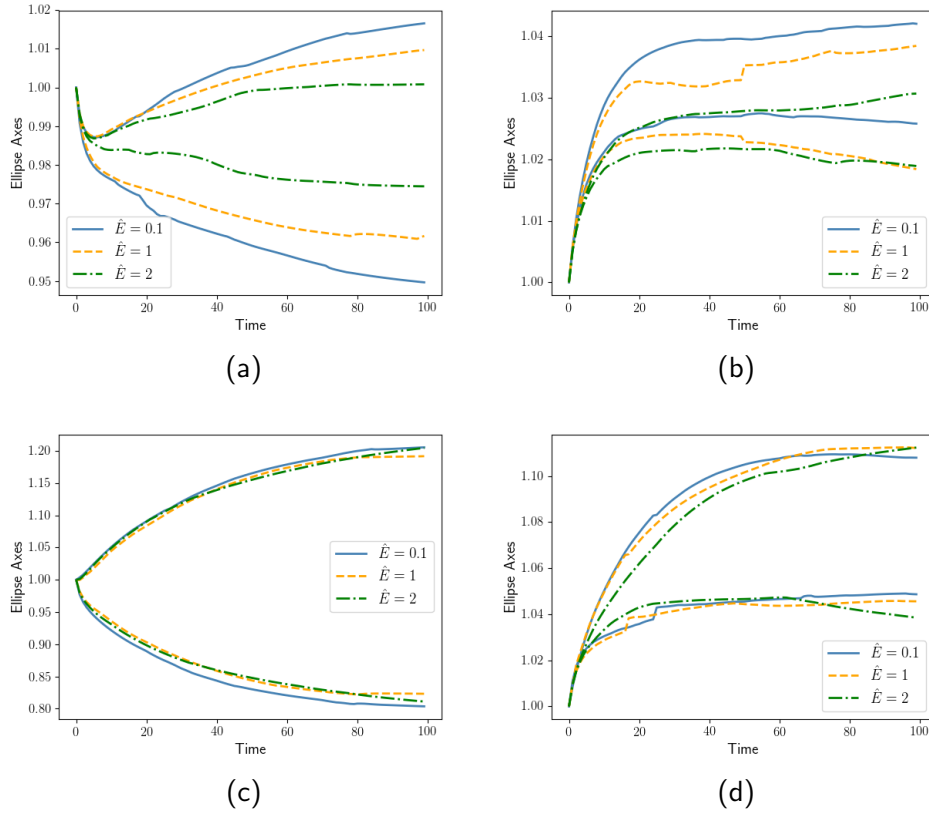 1.02
1.01
1.00
0.99
0.98
0.97
0.96
0.95
Ellipse Axes
Ê = 0.1
Ê = 1
Ê = 2
0 20 40 60 80 100
Time
(a)
1.04
1.03
1.02
1.01
1.00
Ellipse Axes
Ê = 0.1
Ê = 1
Ê = 2
0 20 40 60 80 100
Time
(b)
1.20
1.15
1.10
1.05
1.00
0.95
0.90
0.85
0.80
Ellipse Axes
Ê = 0.1
Ê = 1
Ê = 2
0 20 40 60 80 100
Time
(c)
1.10
1.08
1.06
1.04
1.02
1.00
Ellipse Axes
Ê = 0.1
Ê = 1
Ê = 2
0 20 40 60 80 100
Time
(d)